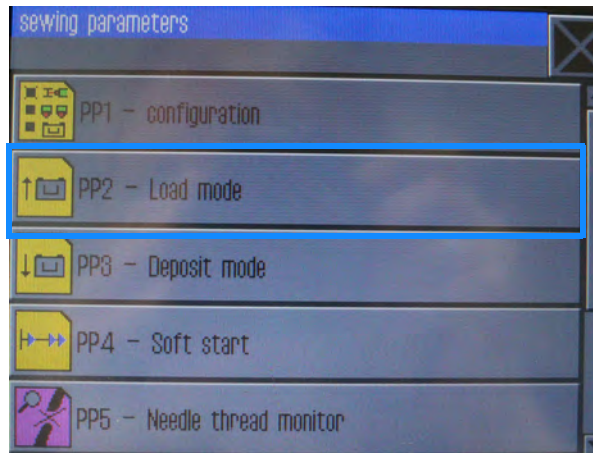 sewing parameters
PP1 - configuration
PP2 - Load mode
PP3 - Deposit mode
PP4 - Soft start
PP5 - Needle thread monitor